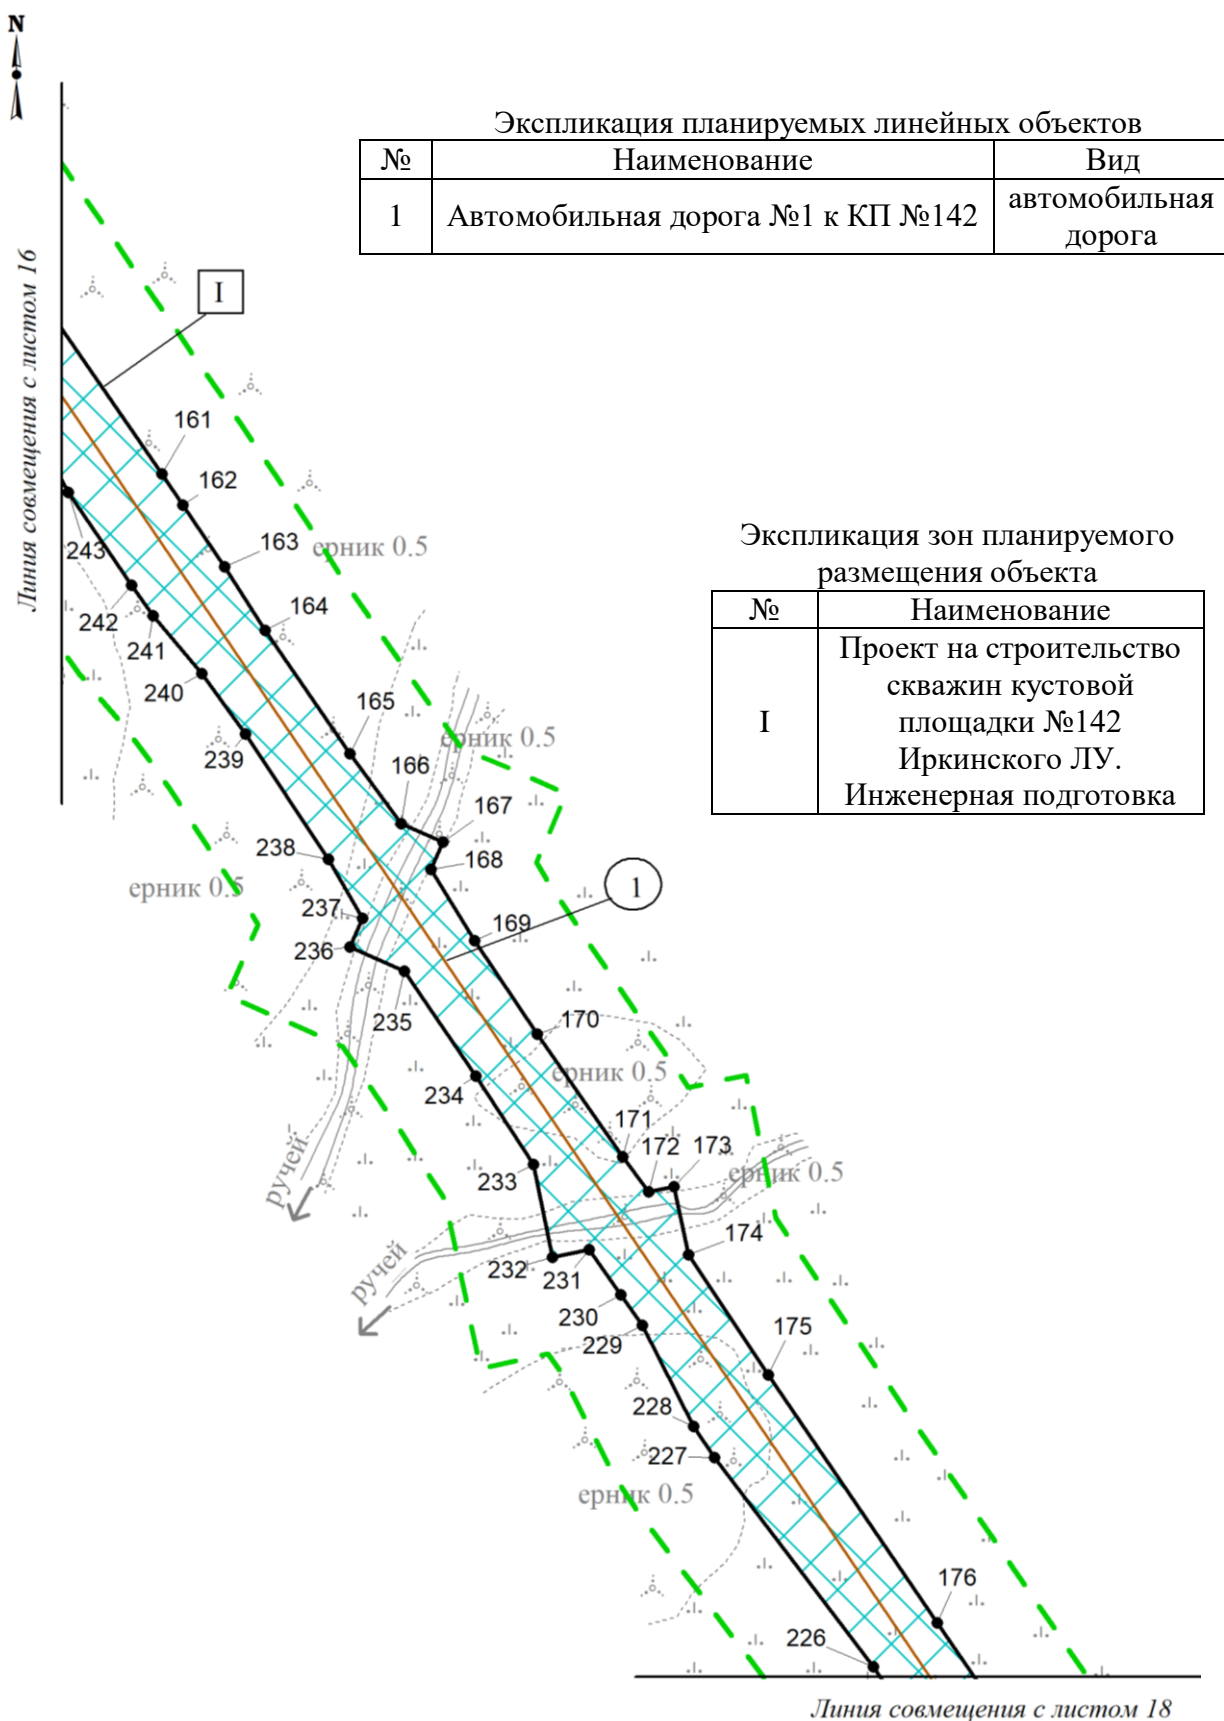 N
Экспликация планируемых линейных объектов
№ Наименование Вид
1 Автомобильная дорога №1 к КП №142 автомобильная
дорога
Линия совмещения с листом 16
I
161
162
163
ерник 0.5
243
164
242
241
240
165
239
ерник 0.5
166
167
238
168
ерник 0.5
1
237
236
169
235
170
234
ерник 0.5
171
172
173
233
ерник 0.5
ручей
174
232
231
ручей
230
229
175
228
227
ерник 0.5
176
226
Экспликация зон планируемого
размещения объекта
№ Наименование
I Проект на строительство
скважин кустовой
площадки №142
Иркинского ЛУ.
Инженерная подготовка
Линия совмещения с листом 18